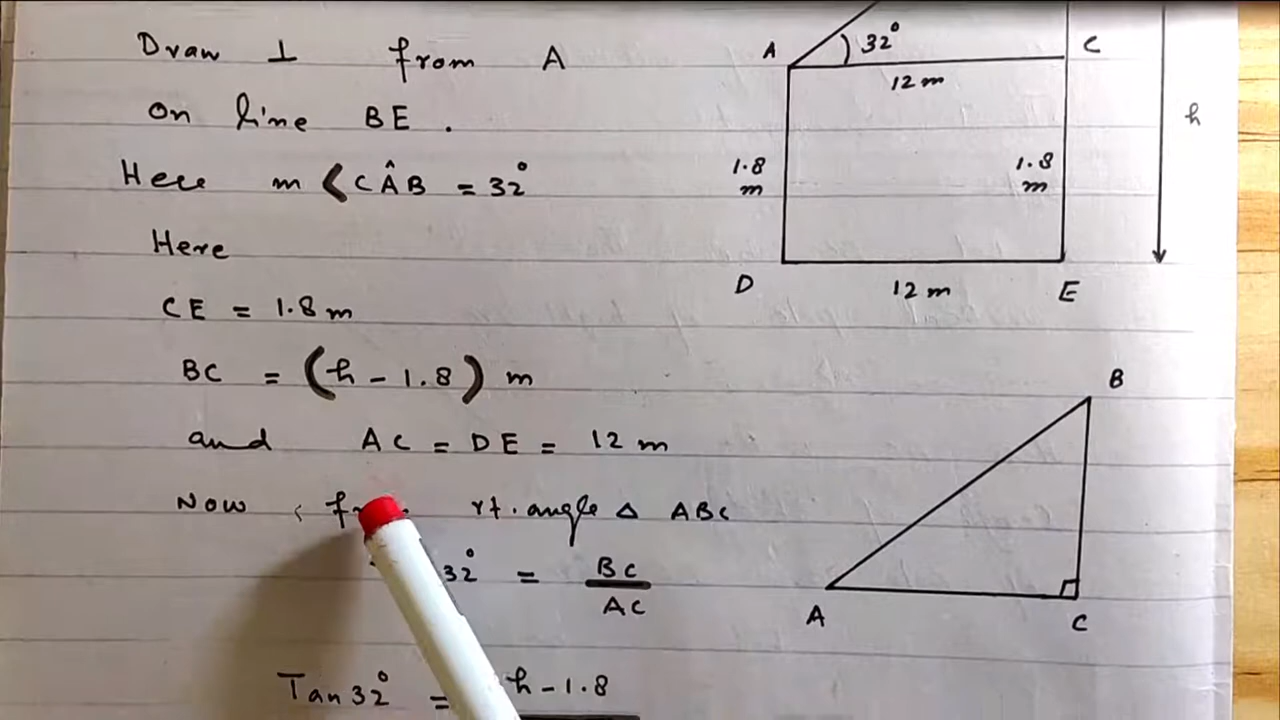 Draw ⊥ from A
on line BE.
Here m < CÂB = 32°
Here
CE = 1.8 m
BC = (h - 1.8) m
and AC = DE = 12 m
Now, rt. angle △ ABC
32° = BC / AC
Tan 32° = h - 1.8
A 32° C
12 m
h
1.8 m
1.8 m
D 12 m E
B
A C